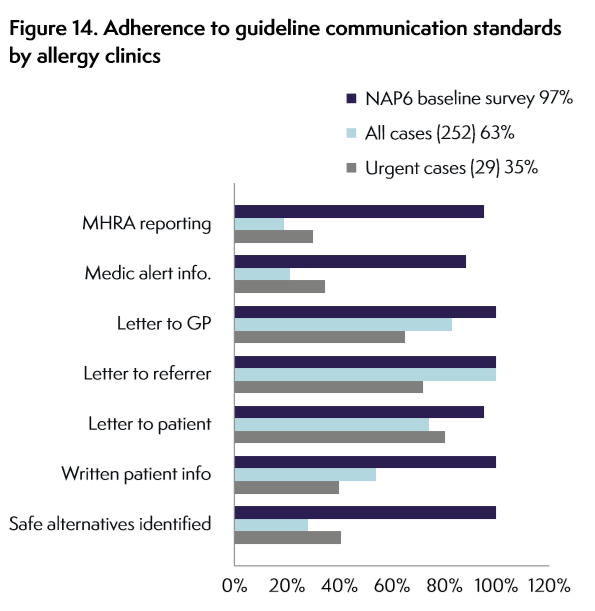 Figure 14. Adherence to guideline communication standards
by allergy clinics
NAP6 baseline survey 97%
All cases (252) 63%
Urgent cases (29) 35%
MHRA reporting
Medic alert info.
Letter to GP
Letter to referrer
Letter to patient
Written patient info
Safe alternatives identified
0% 20% 40% 60% 80% 100% 120%